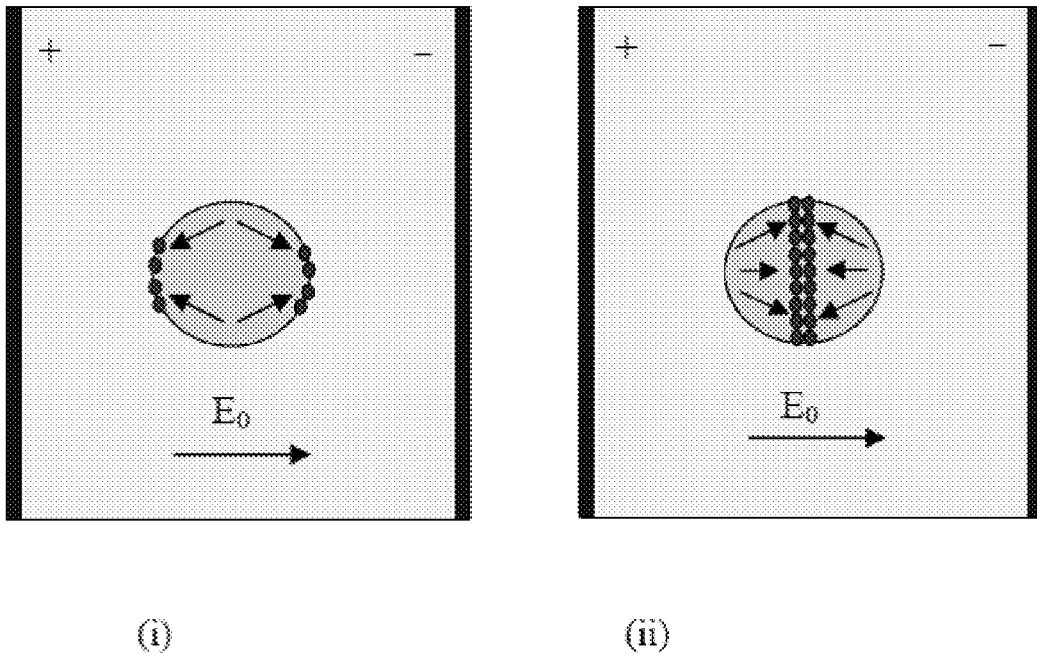 + − + −
E₀ E₀
(i) (ii)